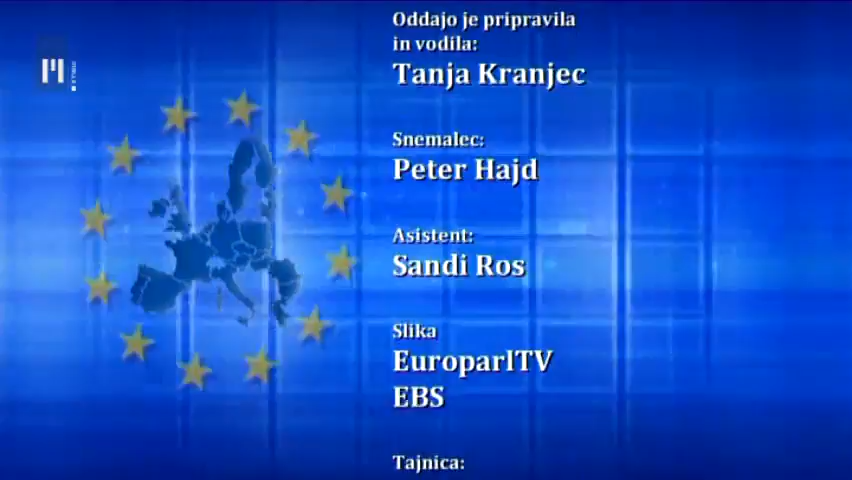 Oddajo je pripravila
in vodila:
Tanja Kranjec
Snemalec:
Peter Hajd
Asistent:
Sandi Ros
Slika
EuroparlTV
EBS
Tajnica: